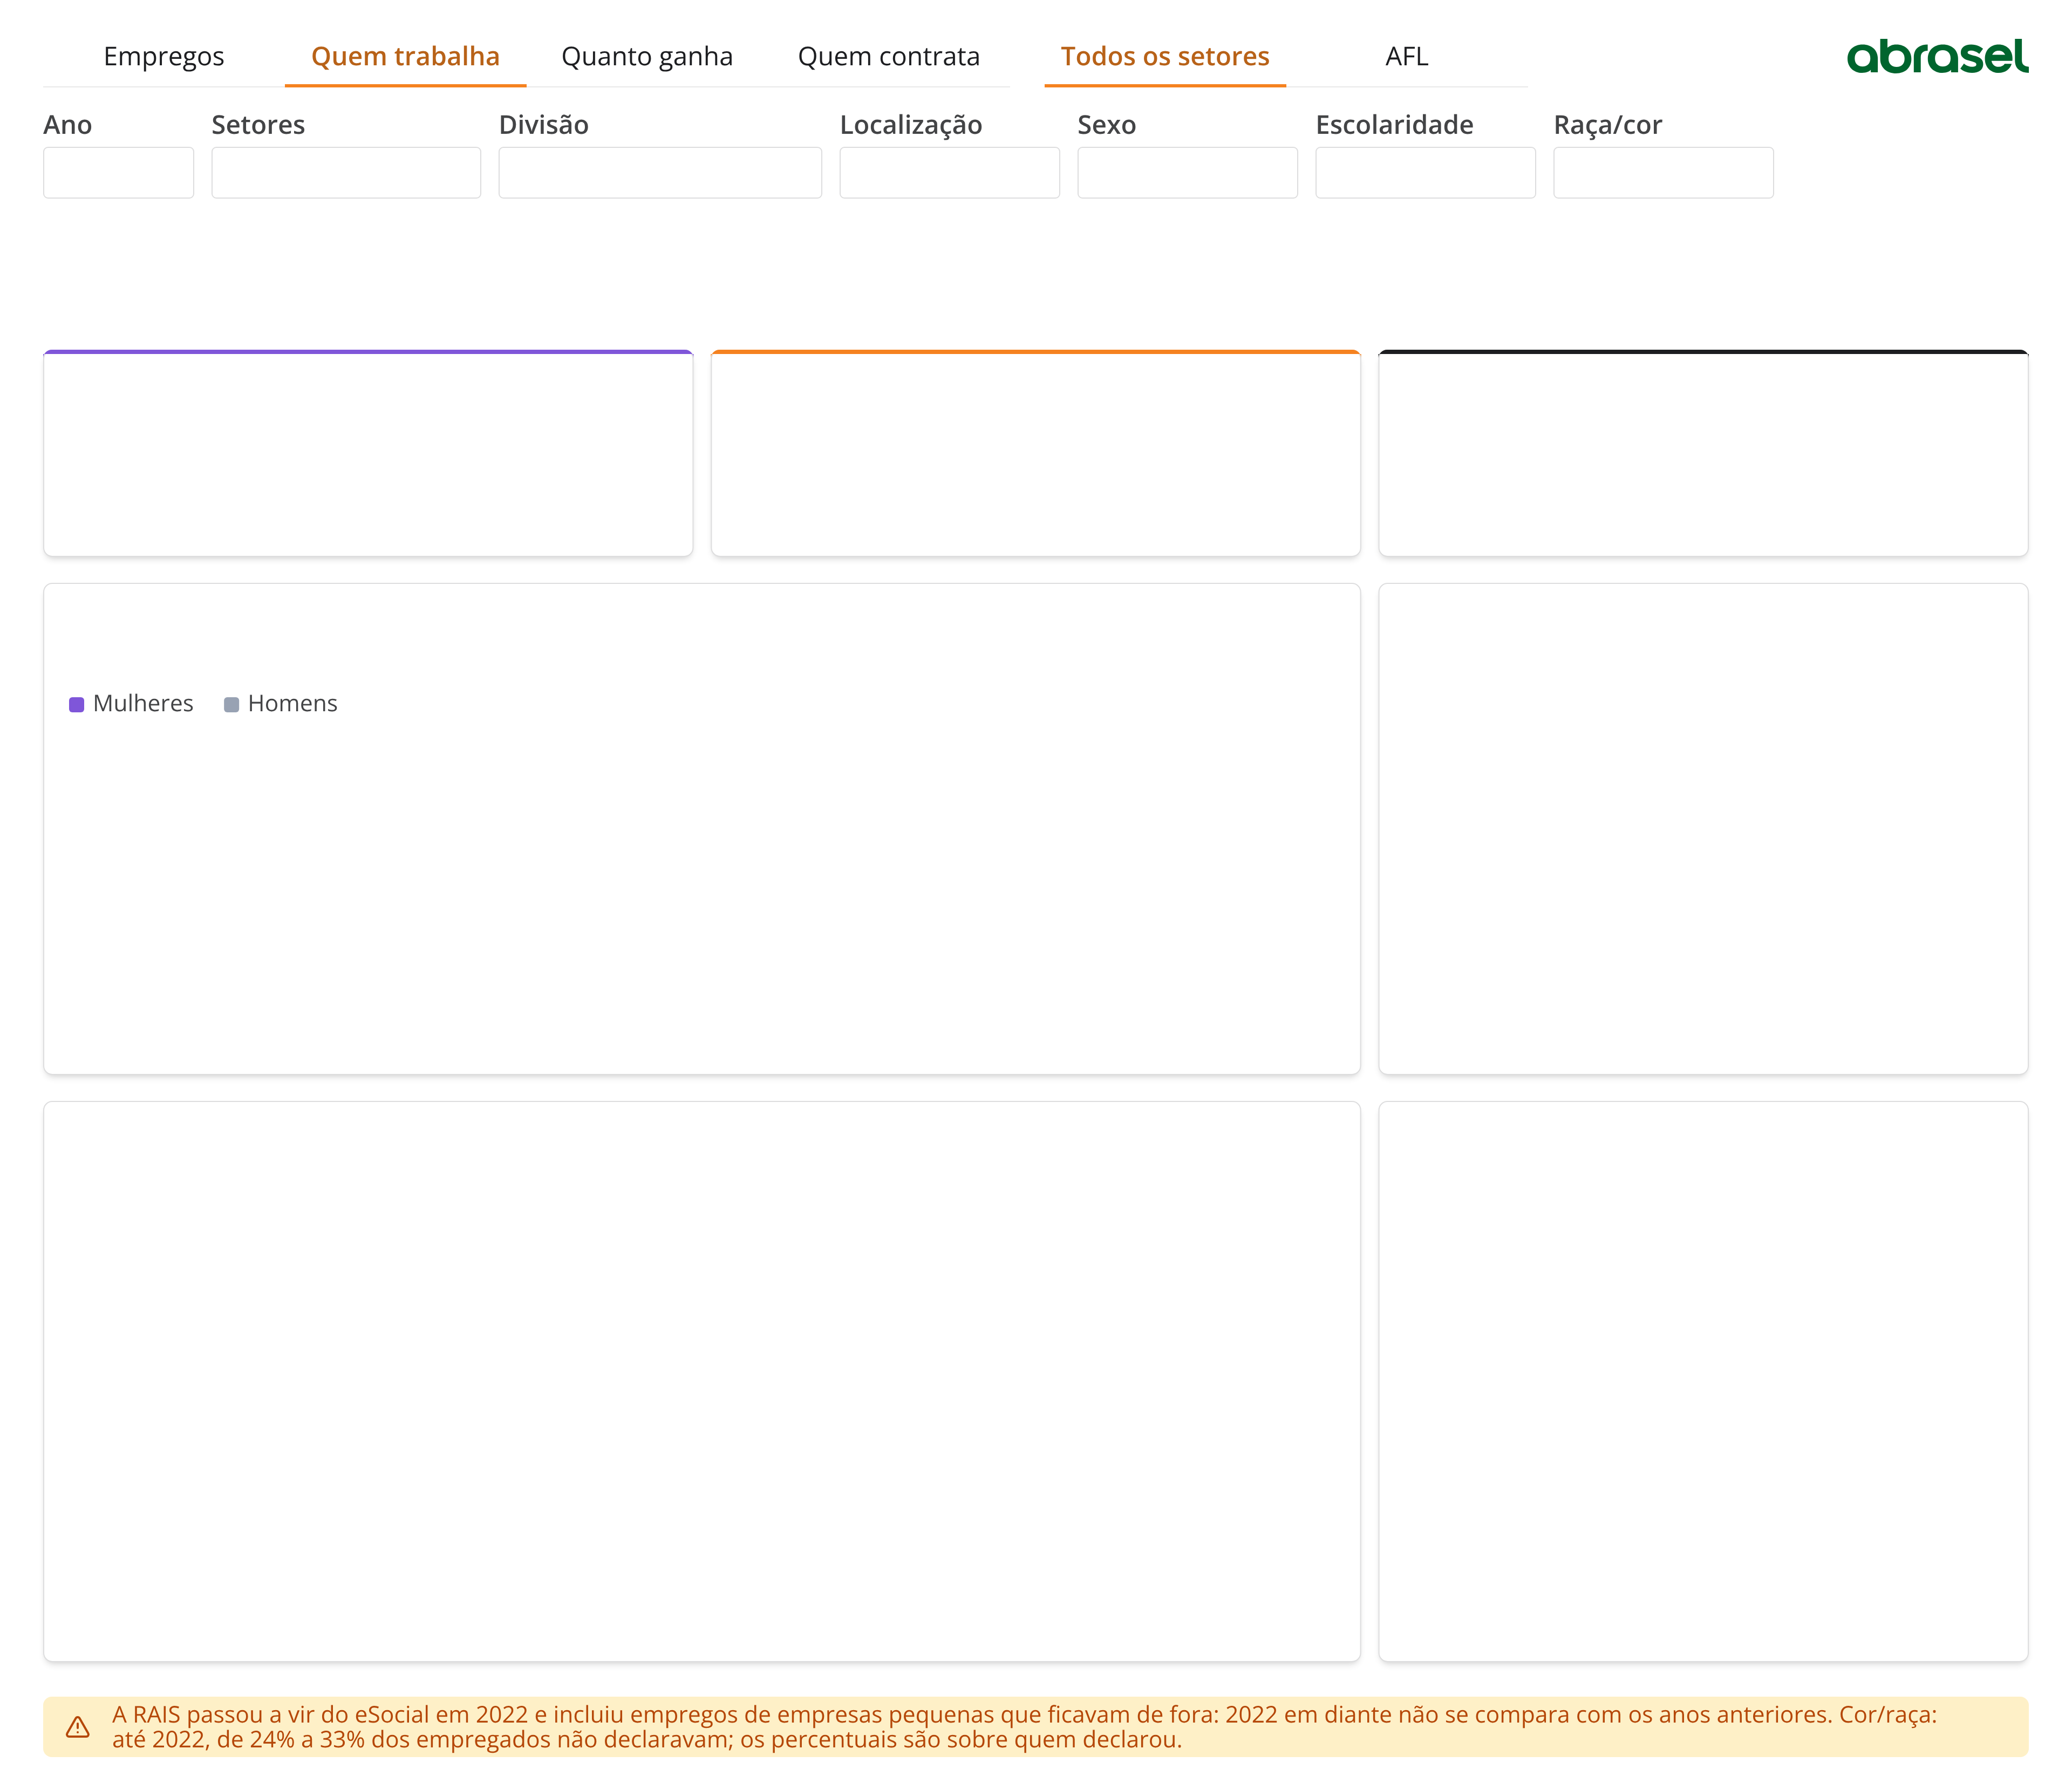 Empregos Quem trabalha Quanto ganha Quem contrata Todos os setores AFL abrasel
Ano Setores Divisão Localização Sexo Escolaridade Raça/cor
Mulheres Homens
A RAIS passou a vir do eSocial em 2022 e incluiu empregos de empresas pequenas que ficavam de fora: 2022 em diante não se compara com os anos anteriores. Cor/raça:
até 2022, de 24% a 33% dos empregados não declaravam; os percentuais são sobre quem declarou.